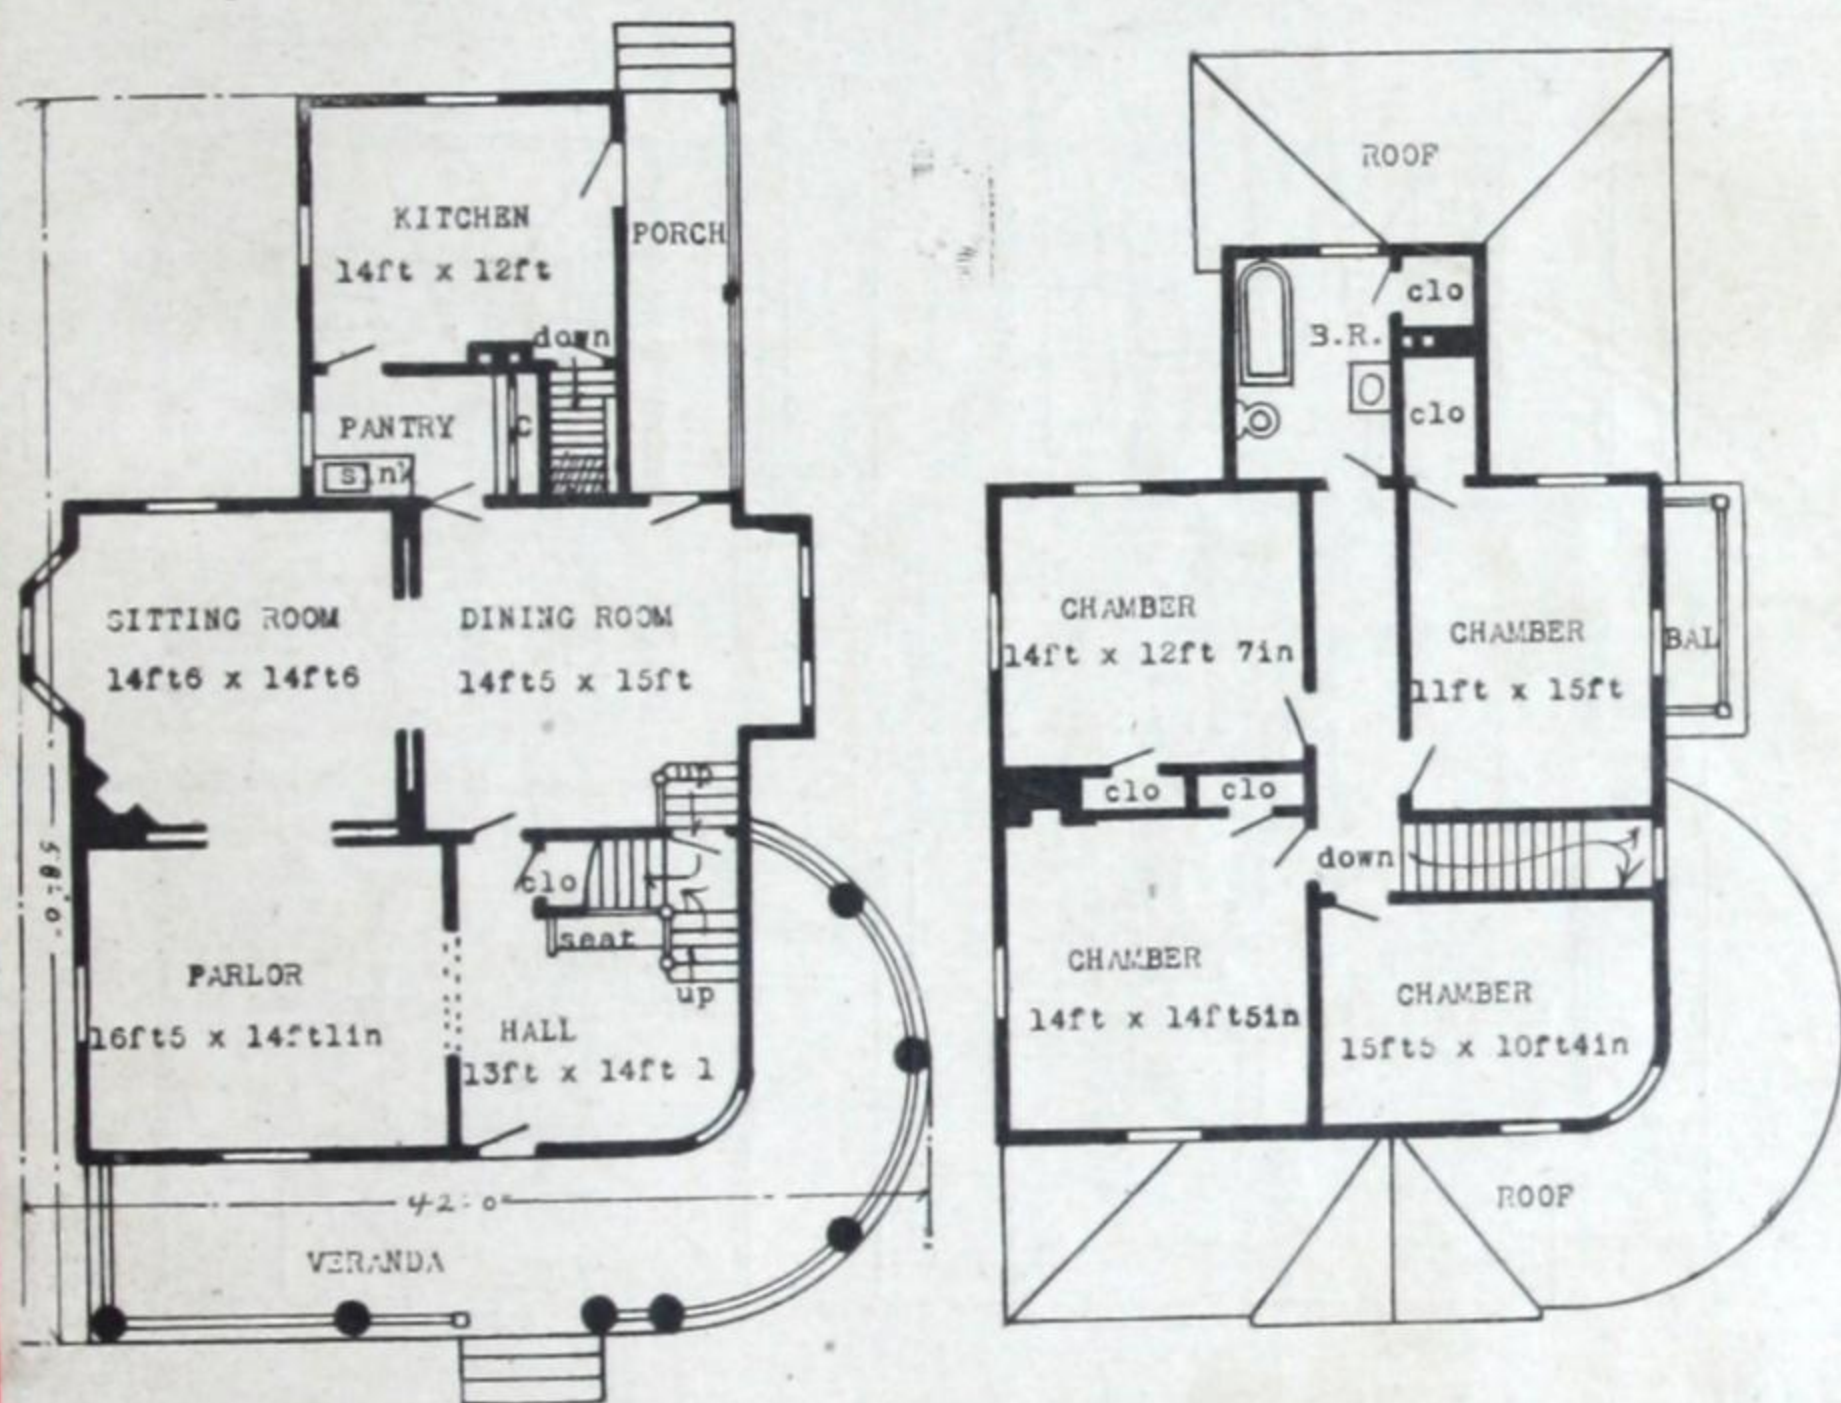 KITCHEN
14ft x 12ft
PORCH
down
PANTRY
C
sink
SITTING ROOM
14ft6 x 14ft6
DINING ROOM
14ft5 x 15ft
up
clo
seat
up
PARLOR
16ft5 x 14ft1in
HALL
13ft x 14ft 1
58'-0"
42'-0"
VERANDA
ROOF
clo
B.R.
clo
CHAMBER
14ft x 12ft 7in
CHAMBER
11ft x 15ft
BAL
clo
clo
down
CHAMBER
14ft x 14ft5in
CHAMBER
15ft5 x 10ft4in
ROOF